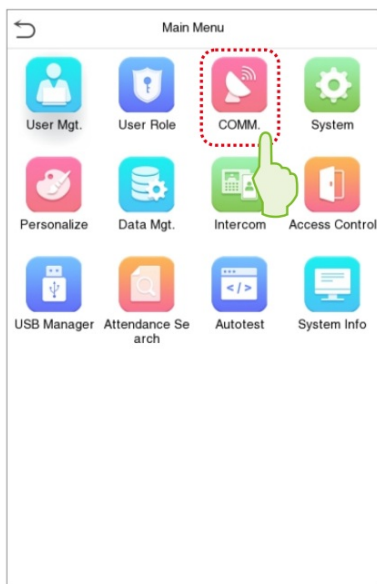 Main Menu
User Mgt.
User Role
COMM.
System
Personalize
Data Mgt.
Intercom
Access Control
USB Manager
Attendance Se
arch
Autotest
System Info